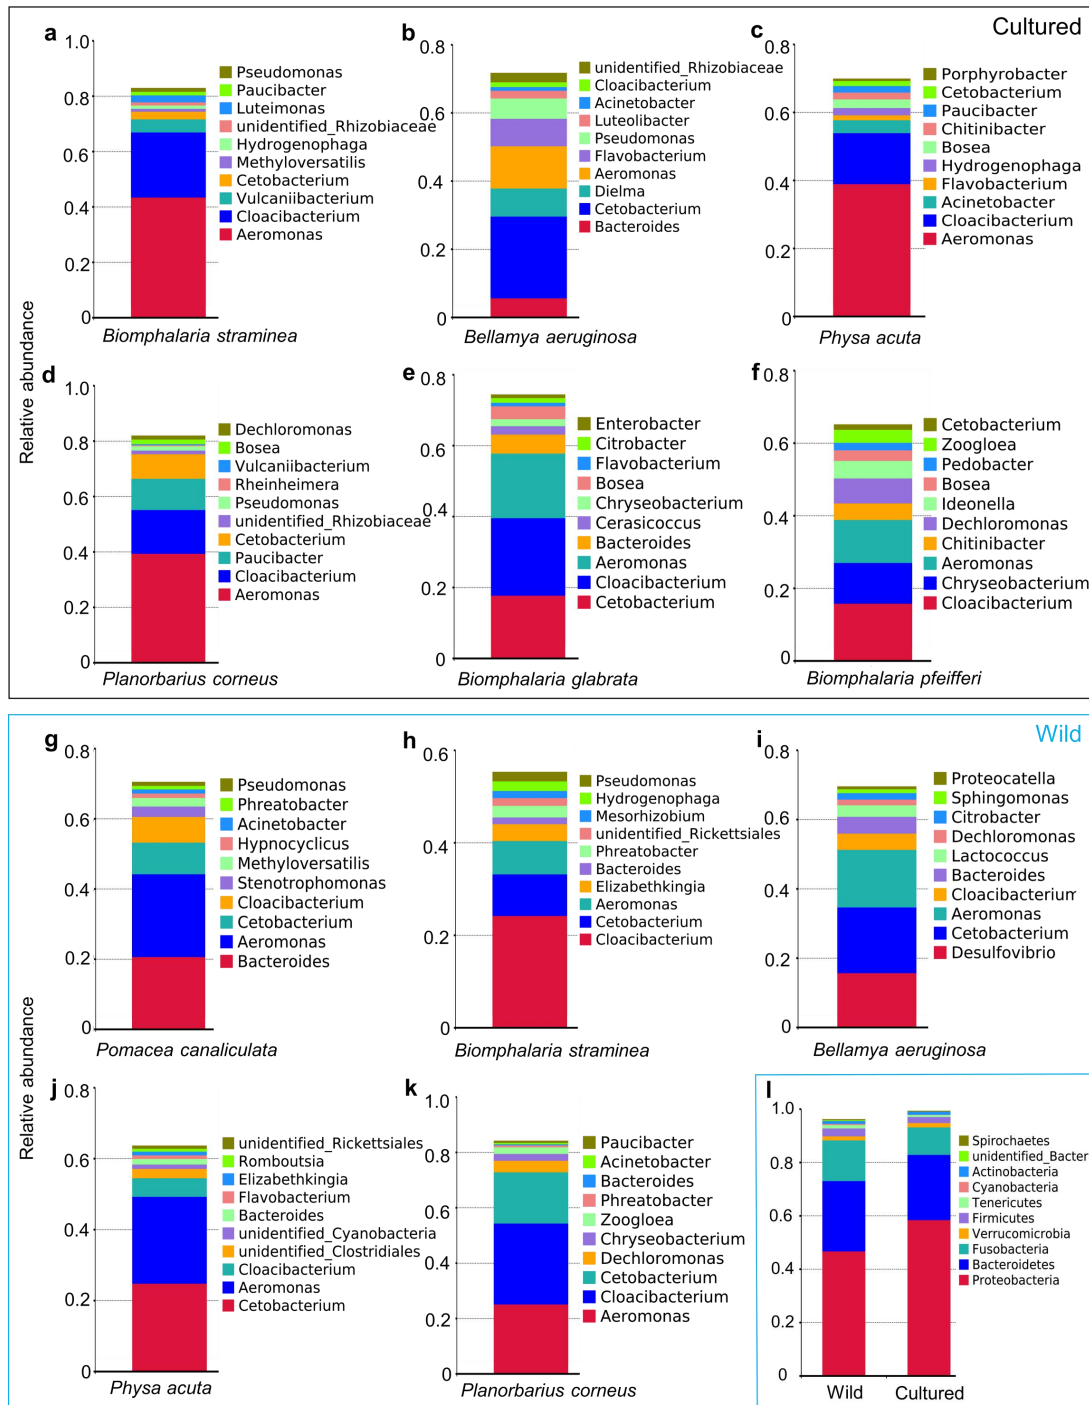 Cultured
a
1.0
0.8
0.6
0.4
0.2
0
Pseudomonas
Paucibacter
Luteimonas
unidentified_Rhizobiaceae
Hydrogenophaga
Methyloversatilis
Cetobacterium
Vulcaniibacterium
Cloacibacterium
Aeromonas
Biomphalaria straminea
b
0.8
0.6
0.4
0.2
0
unidentified_Rhizobiaceae
Cloacibacterium
Acinetobacter
Luteolibacter
Pseudomonas
Flavobacterium
Aeromonas
Dielma
Cetobacterium
Bacteroides
Bellamya aeruginosa
c
0.8
0.6
0.4
0.2
0
Porphyrobacter
Cetobacterium
Paucibacter
Chitinibacter
Bosea
Hydrogenophaga
Flavobacterium
Acinetobacter
Cloacibacterium
Aeromonas
Physa acuta
Relative abundance
d
1.0
0.8
0.6
0.4
0.2
0
Dechloromonas
Bosea
Vulcaniibacterium
Rheinheimera
Pseudomonas
unidentified_Rhizobiaceae
Cetobacterium
Paucibacter
Cloacibacterium
Aeromonas
Planorbarius corneus
e
0.8
0.6
0.4
0.2
0
Enterobacter
Citrobacter
Flavobacterium
Bosea
Chryseobacterium
Cerasicoccus
Bacteroides
Aeromonas
Cloacibacterium
Cetobacterium
Biomphalaria glabrata
f
0.8
0.6
0.4
0.2
0
Cetobacterium
Zoogloea
Pedobacter
Bosea
Ideonella
Dechloromonas
Chitinibacter
Aeromonas
Chryseobacterium
Cloacibacterium
Biomphalaria pfeifferi
Wild
g
0.8
0.6
0.4
0.2
0
Pseudomonas
Phreatobacter
Acinetobacter
Hypnocyclicus
Methyloversatilis
Stenotrophomonas
Cloacibacterium
Cetobacterium
Aeromonas
Bacteroides
Pomacea canaliculata
h
0.6
0.4
0.2
0
Pseudomonas
Hydrogenophaga
Mesorhizobium
unidentified_Rickettsiales
Phreatobacter
Bacteroides
Elizabethkingia
Aeromonas
Cetobacterium
Cloacibacterium
Biomphalaria straminea
i
0.8
0.6
0.4
0.2
0
Proteocatella
Sphingomonas
Citrobacter
Dechloromonas
Lactococcus
Bacteroides
Cloacibacterium
Aeromonas
Cetobacterium
Desulfovibrio
Bellamya aeruginosa
Relative abundance
j
0.8
0.6
0.4
0.2
0
unidentified_Rickettsiales
Romboutsia
Elizabethkingia
Flavobacterium
Bacteroides
unidentified_Cyanobacteria
unidentified_Clostridiales
Cloacibacterium
Aeromonas
Cetobacterium
Physa acuta
k
1.0
0.8
0.6
0.4
0.2
0
Paucibacter
Acinetobacter
Bacteroides
Phreatobacter
Zoogloea
Chryseobacterium
Dechloromonas
Cetobacterium
Cloacibacterium
Aeromonas
Planorbarius corneus
l
1.0
0.8
0.6
0.4
0.2
0
Spirochaetes
unidentified_Bacter
Actinobacteria
Cyanobacteria
Tenericutes
Firmicutes
Verrucomicrobia
Fusobacteria
Bacteroidetes
Proteobacteria
Wild
Cultured